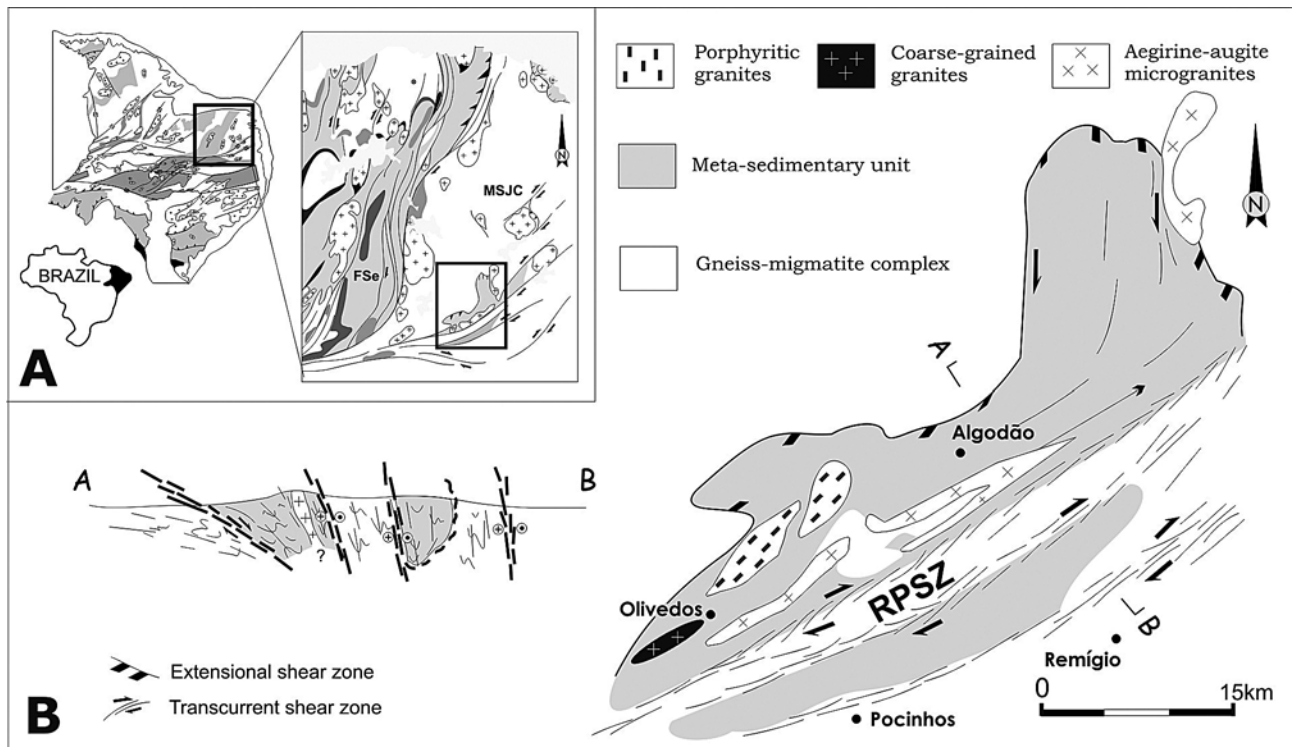 BRAZIL
MSJC
FSe
N
A
Porphyritic
granites
Coarse-grained
granites
Aegirine-augite
microgranites
Meta-sedimentary unit
Gneiss-migmatite complex
N
A
Algodão
Olivedos
RPSZ
B
Remígio
Pocinhos
0 15km
A B
?
Extensional shear zone
Transcurrent shear zone
B